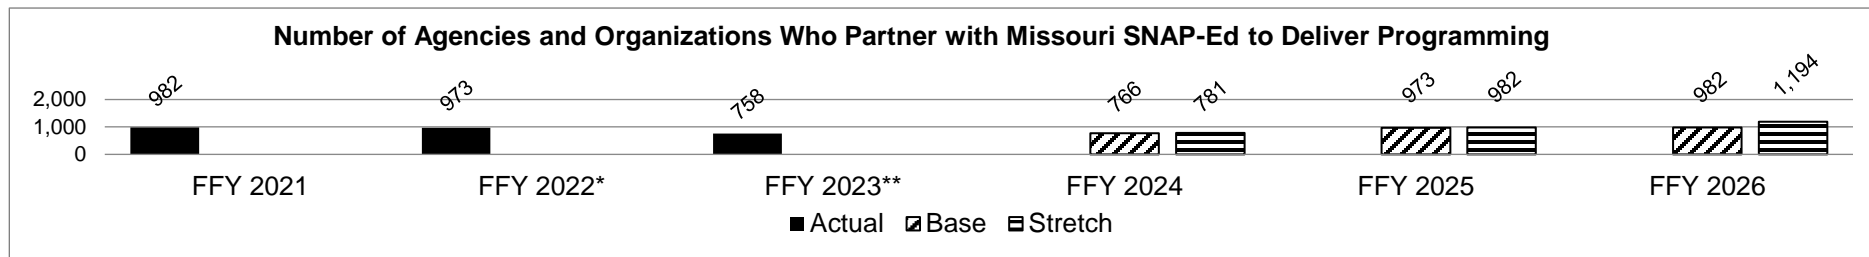 Number of Agencies and Organizations Who Partner with Missouri SNAP-Ed to Deliver Programming
982 973 758 766 781 973 982 982 1,194
2,000
1,000
0
FFY 2021 FFY 2022* FFY 2023** FFY 2024 FFY 2025 FFY 2026
Actual Base Stretch